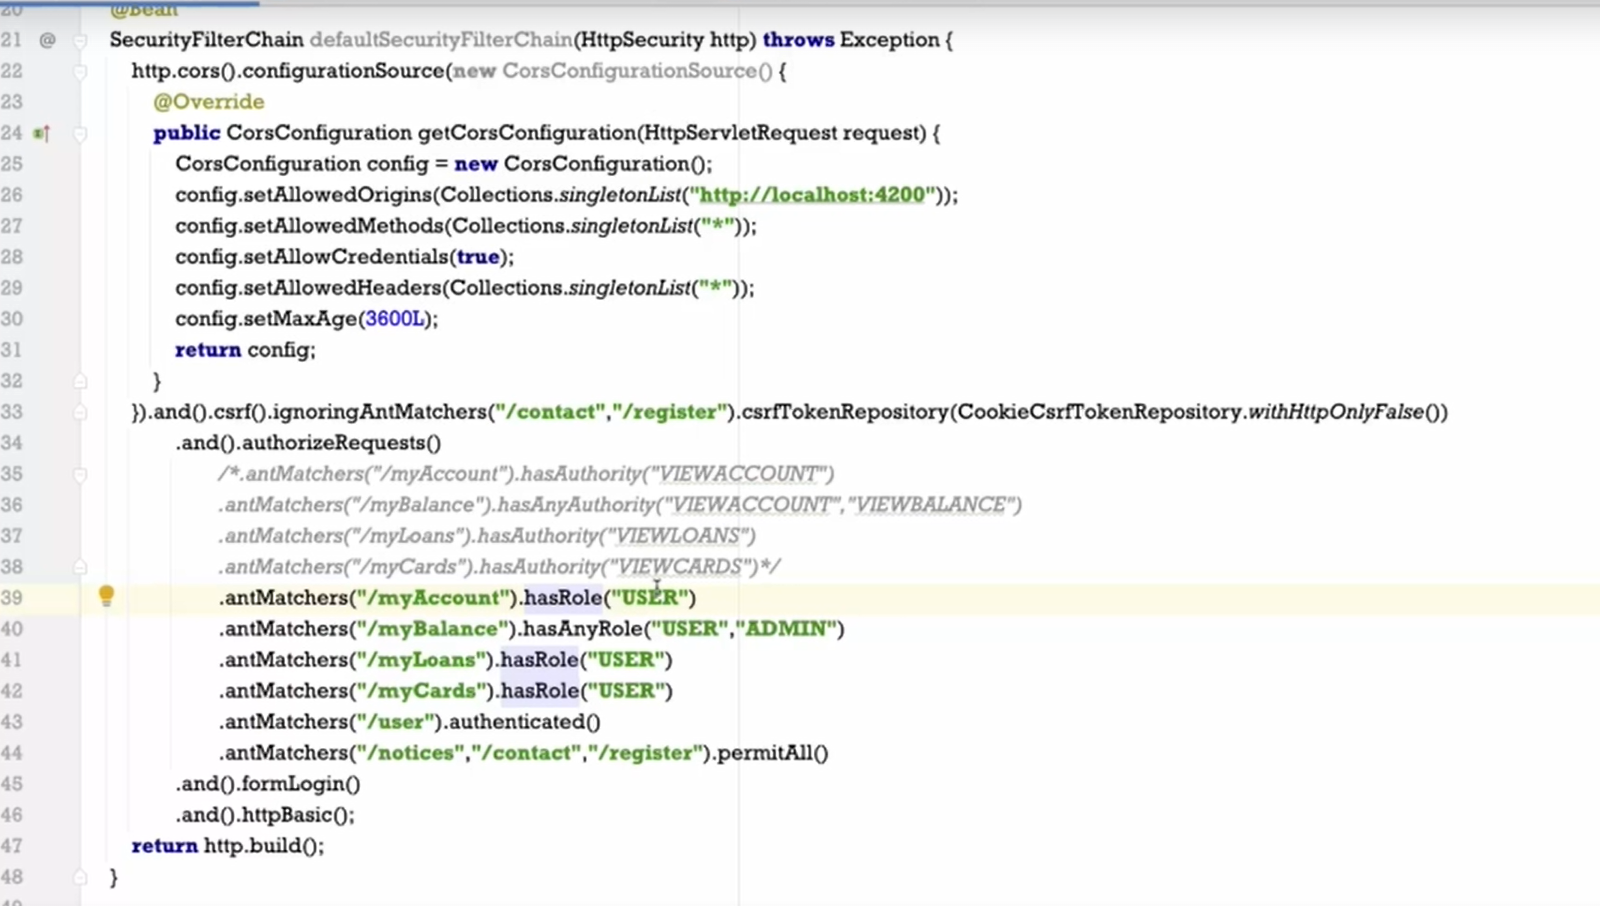 20 @Bean
21 @ SecurityFilterChain defaultSecurityFilterChain(HttpSecurity http) throws Exception {
22 http.cors().configurationSource(new CorsConfigurationSource() {
23 @Override
24 public CorsConfiguration getCorsConfiguration(HttpServletRequest request) {
25 CorsConfiguration config = new CorsConfiguration();
26 config.setAllowedOrigins(Collections.singletonList("http://localhost:4200"));
27 config.setAllowedMethods(Collections.singletonList("*"));
28 config.setAllowCredentials(true);
29 config.setAllowedHeaders(Collections.singletonList("*"));
30 config.setMaxAge(3600L);
31 return config;
32 }
33 }).and().csrf().ignoringAntMatchers("/contact","/register").csrfTokenRepository(CookieCsrfTokenRepository.withHttpOnlyFalse())
34 .and().authorizeRequests()
35 /*.antMatchers("/myAccount").hasAuthority("VIEWACCOUNT")
36 .antMatchers("/myBalance").hasAnyAuthority("VIEWACCOUNT","VIEWBALANCE")
37 .antMatchers("/myLoans").hasAuthority("VIEWLOANS")
38 .antMatchers("/myCards").hasAuthority("VIEWCARDS")*/
39 .antMatchers("/myAccount").hasRole("USER")
40 .antMatchers("/myBalance").hasAnyRole("USER","ADMIN")
41 .antMatchers("/myLoans").hasRole("USER")
42 .antMatchers("/myCards").hasRole("USER")
43 .antMatchers("/user").authenticated()
44 .antMatchers("/notices","/contact","/register").permitAll()
45 .and().formLogin()
46 .and().httpBasic();
47 return http.build();
48 }